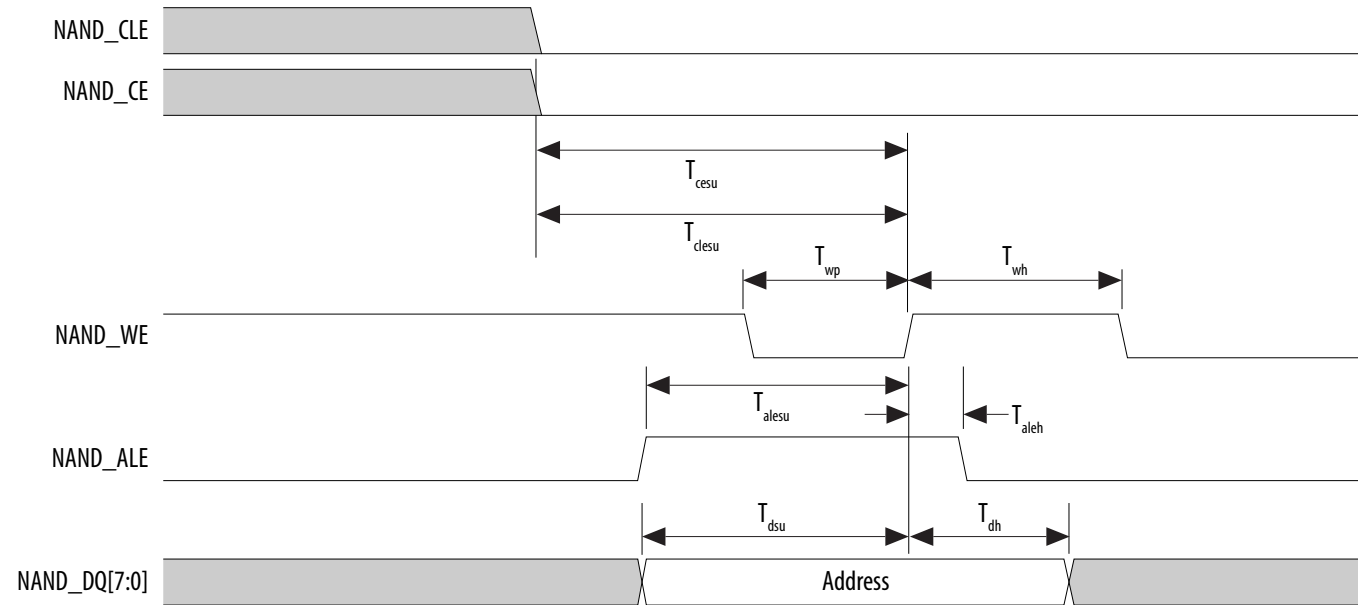 NAND_CLE
NAND_CE
Tcesu
Tclesu
Twp
Twh
NAND_WE
Talesu
Taleh
NAND_ALE
Tdsu
Tdh
NAND_DQ[7:0]
Address